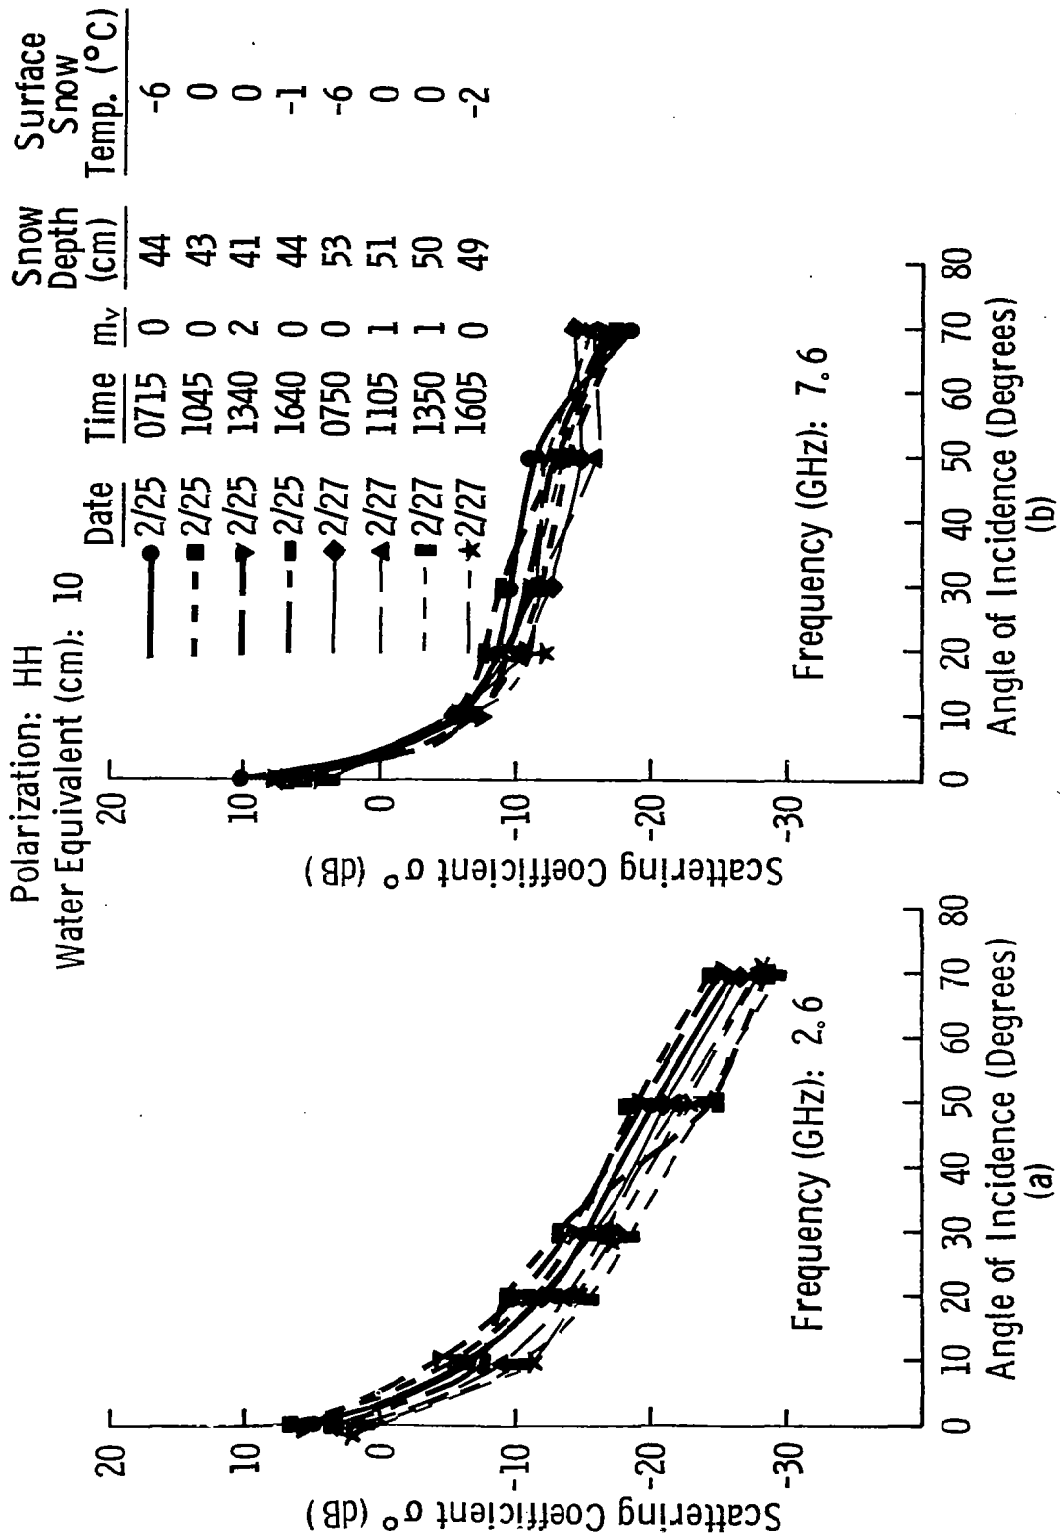 Polarization: HH
Water Equivalent (cm): 10
Date Time mv Snow Depth (cm) Surface Snow Temp. (°C)
2/25 0715 0 44 -6
2/25 1045 0 43 0
2/25 1340 2 41 0
2/25 1640 0 44 -1
2/27 0750 0 53 -6
2/27 1105 1 51 0
2/27 1350 1 50 0
2/27 1605 0 49 -2
Scattering Coefficient σ° (dB)
20
10
0
-10
-20
-30
Frequency (GHz): 2.6
0 10 20 30 40 50 60 70 80
Angle of Incidence (Degrees)
(a)
Scattering Coefficient σ° (dB)
20
10
0
-10
-20
-30
Frequency (GHz): 7.6
0 10 20 30 40 50 60 70 80
Angle of Incidence (Degrees)
(b)